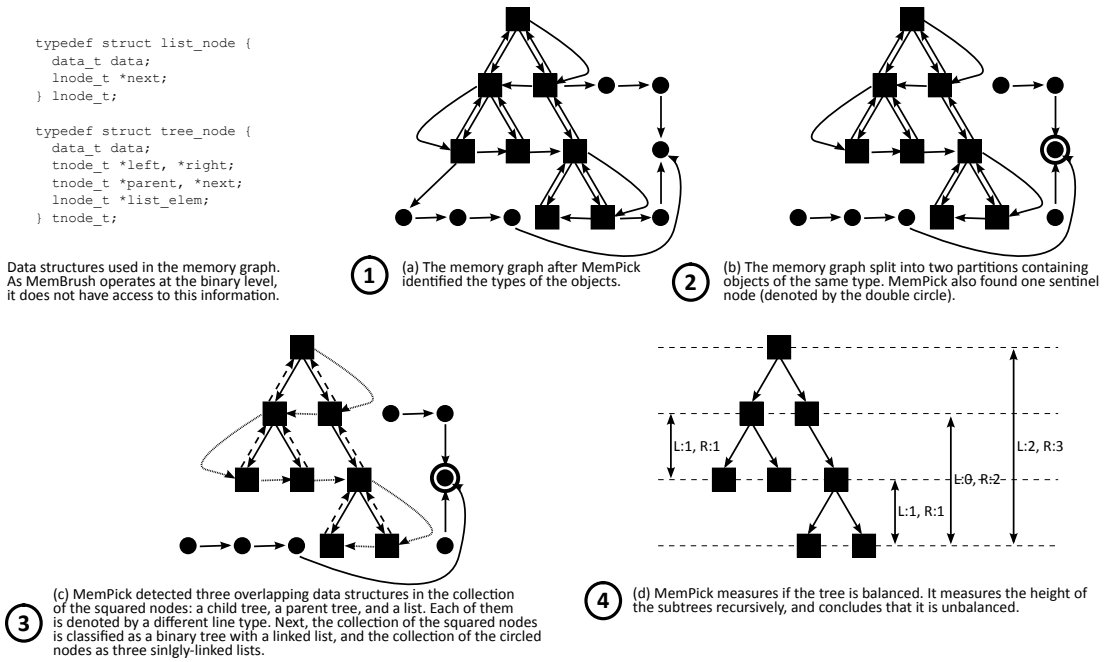 typedef struct list_node {
data_t data;
lnode_t *next;
} lnode_t;
typedef struct tree_node {
data_t data;
tnode_t *left, *right;
tnode_t *parent, *next;
lnode_t *list_elem;
} tnode_t;
Data structures used in the memory graph.
As MemBrush operates at the binary level,
it does not have access to this information.
1
(a) The memory graph after MemPick
identified the types of the objects.
2
(b) The memory graph split into two partitions containing
objects of the same type. MemPick also found one sentinel
node (denoted by the double circle).
3
(c) MemPick detected three overlapping data structures in the collection
of the squared nodes: a child tree, a parent tree, and a list. Each of them
is denoted by a different line type. Next, the collection of the squared nodes
is classified as a binary tree with a linked list, and the collection of the circled
nodes as three sinlgly-linked lists.
L:1, R:1
L:2, R:3
L:0, R:2
L:1, R:1
4
(d) MemPick measures if the tree is balanced. It measures the height of
the subtrees recursively, and concludes that it is unbalanced.